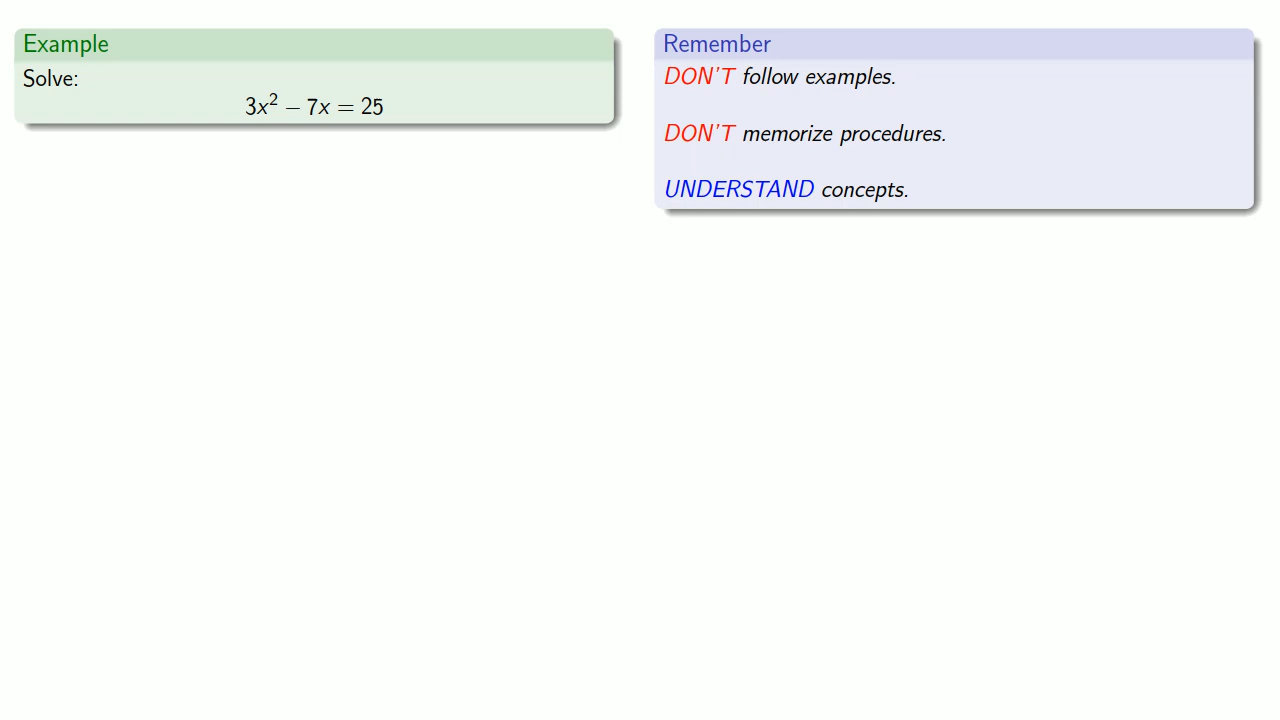 Example
Solve:
3x² − 7x = 25
Remember
DON'T follow examples.
DON'T memorize procedures.
UNDERSTAND concepts.